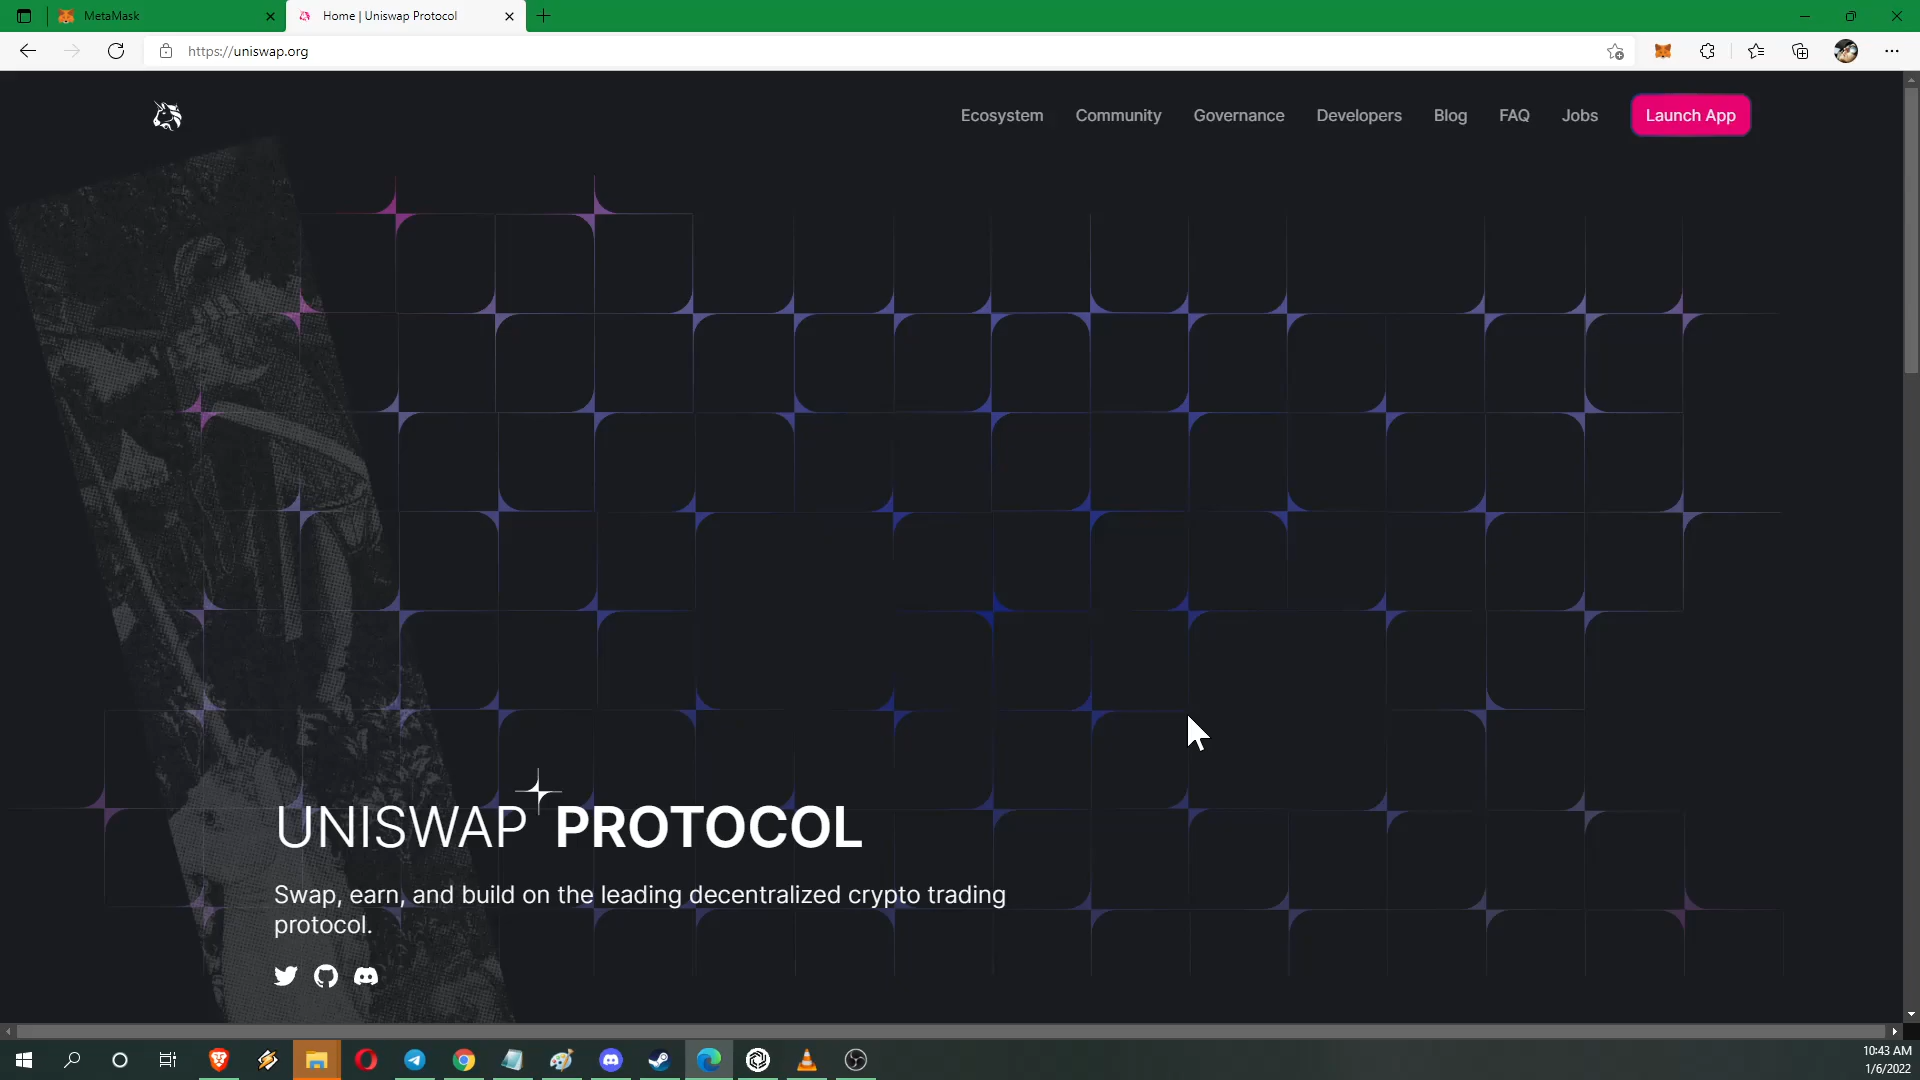 MetaMask
Home | Uniswap Protocol
https://uniswap.org
Ecosystem Community Governance Developers Blog FAQ Jobs Launch App
UNISWAP PROTOCOL
Swap, earn, and build on the leading decentralized crypto trading
protocol.
10:43 AM
1/6/2022